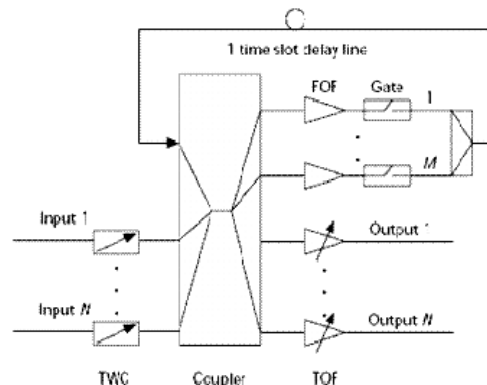 1 time slot delay line
FOF Gate 1
M
Input 1
Output 1
Input N
Output N
TWC Coupler TOF